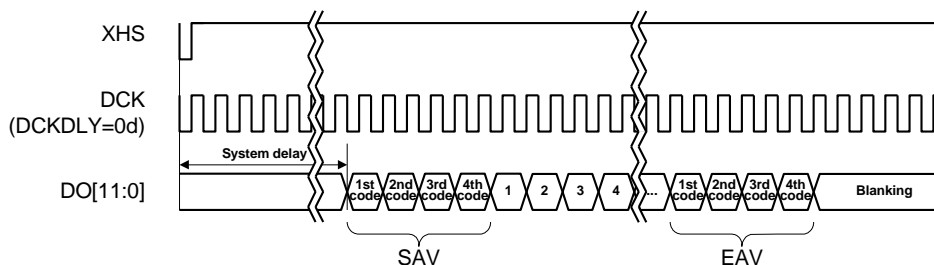 XHS
DCK
(DCKDLY=0d)
System delay
DO[11:0]
1st code 2nd code 3rd code 4th code 1 2 3 4 ... 1st code 2nd code 3rd code 4th code Blanking
SAV EAV